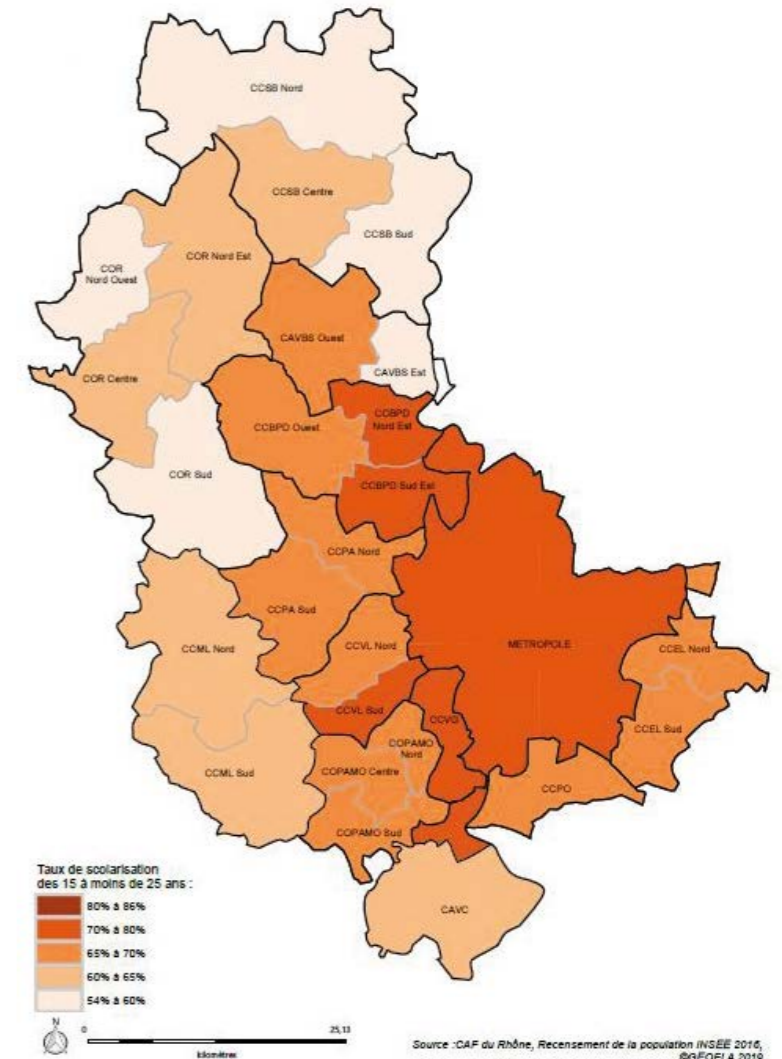 CCSB Nord
CCSB Centre
CCSB Sud
COR Nord Est
COR
Nord Ouest
CAVBS Ouest
CAVBS Est
COR Centre
CCBPD
Nord Est
CCBPD Ouest
COR Sud
CCBPD Sud Est
CCPA Nord
CCPA Sud
CCML Nord
CCVL Nord
METROPOLE
CCEL Nord
CCVL Sud
CCVG
CCEL Sud
COPAMO
Nord
CCML Sud
COPAMO Centre
CCPO
COPAMO Sud
CAVC
Taux de scolarisation
des 15 à moins de 25 ans :
80% à 86%
70% à 80%
65% à 70%
60% à 65%
54% à 60%
N
0
25,13
kilomètres
Source :CAF du Rhône, Recensement de la population INSEE 2016,
©GEOFLA 2018